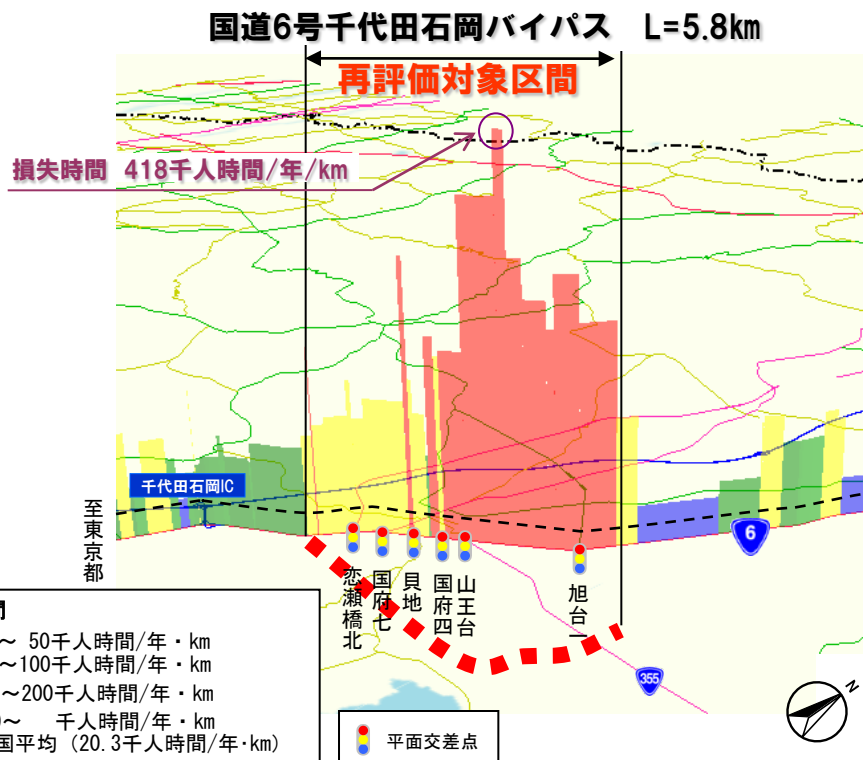 国道6号千代田石岡バイパス L=5.8km
再評価対象区間
損失時間 418千人時間/年/km
千代田石岡IC
至東京都
6
恋瀬橋北
国府七
貝地
国府四
山王台
旭台一
355
～ 50千人時間/年・km
～100千人時間/年・km
～200千人時間/年・km
～ 千人時間/年・km
国平均（20.3千人時間/年・km）
平面交差点
N